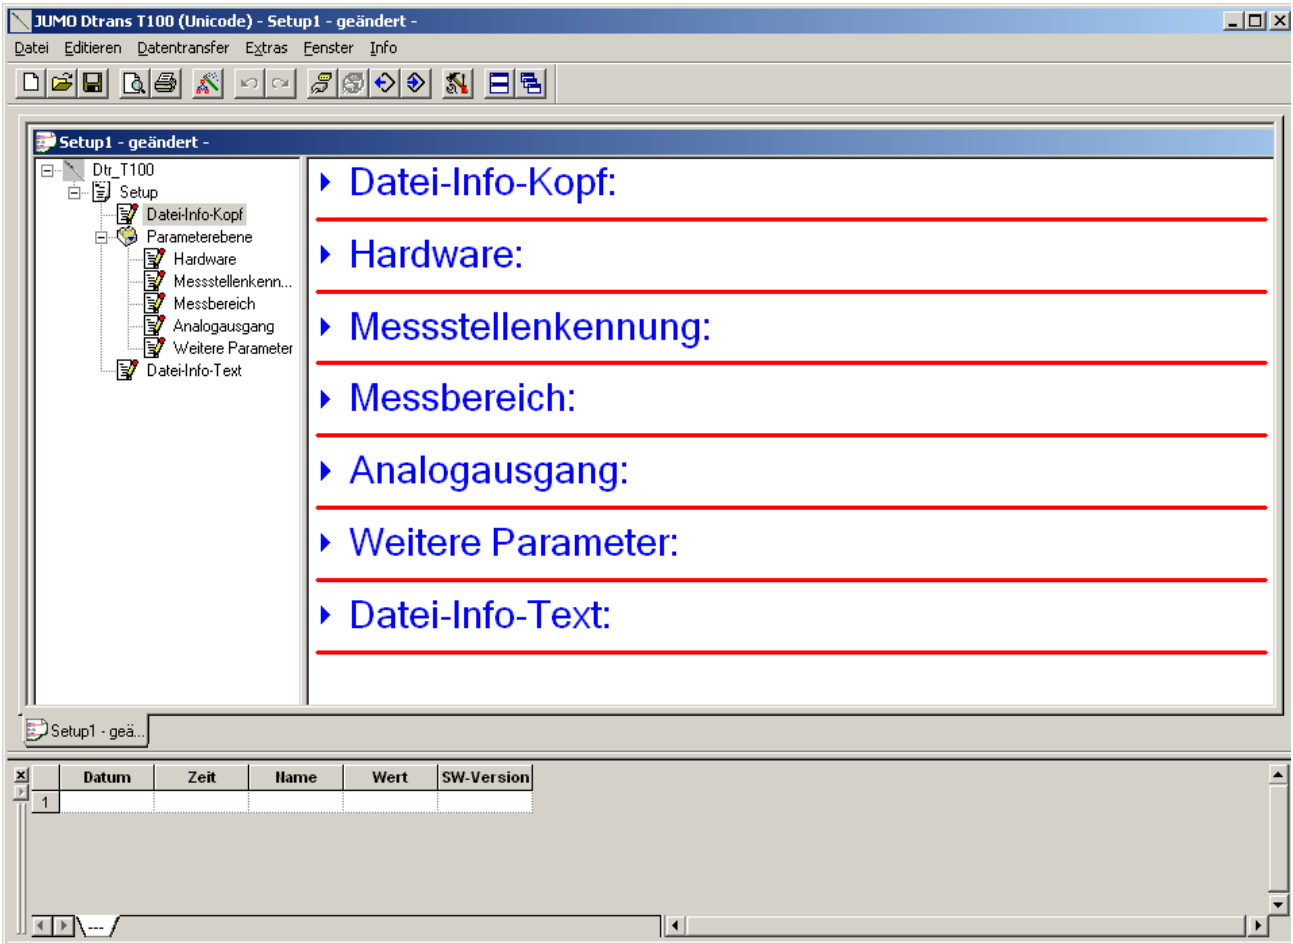 JUMO Dtrans T100 (Unicode) - Setup1 - geändert -
Datei Editieren Datentransfer Extras Fenster Info
Setup1 - geändert -
Dtr_T100
Setup
Datei-Info-Kopf
Parameterebene
Hardware
Messstellenkenn...
Messbereich
Analogausgang
Weitere Parameter
Datei-Info-Text
Datei-Info-Kopf:
Hardware:
Messstellenkennung:
Messbereich:
Analogausgang:
Weitere Parameter:
Datei-Info-Text:
Setup1 - geä...
Datum Zeit Name Wert SW-Version
1
---